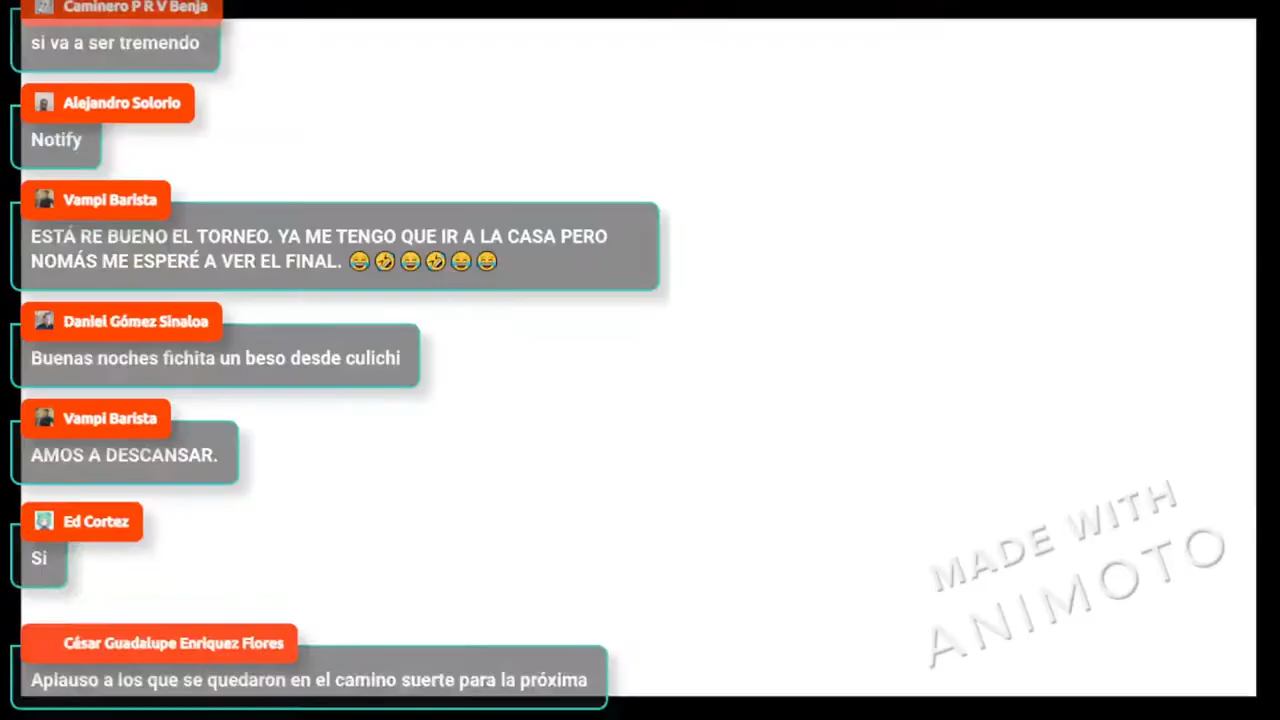 Caminero P R V Benja
si va a ser tremendo
Alejandro Solorio
Notify
Vampi Barista
ESTÁ RE BUENO EL TORNEO. YA ME TENGO QUE IR A LA CASA PERO
NOMÁS ME ESPERÉ A VER EL FINAL. 😂🤣😂🤣😂😂
Daniel Gómez Sinaloa
Buenas noches fichita un beso desde culichi
Vampi Barista
AMOS A DESCANSAR.
Ed Cortez
Si
César Guadalupe Enriquez Flores
Aplauso a los que se quedaron en el camino suerte para la próxima
MADE WITH
ANIMOTO